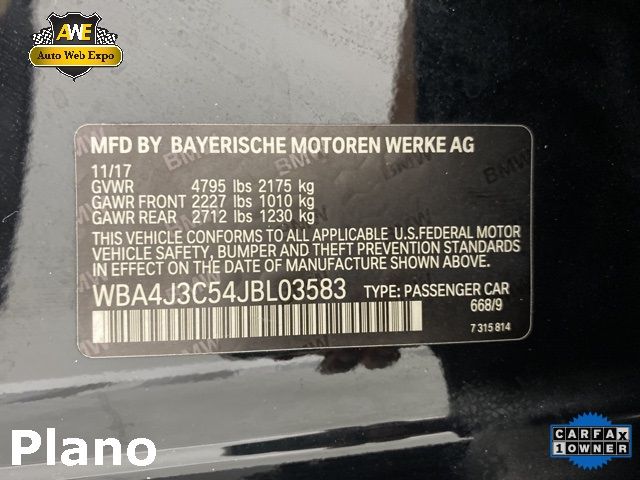 AWE
Auto Web Expo
MFD BY BAYERISCHE MOTOREN WERKE AG
11/17
GVWR 4795 lbs 2175 kg
GAWR FRONT 2227 lbs 1010 kg
GAWR REAR 2712 lbs 1230 kg
THIS VEHICLE CONFORMS TO ALL APPLICABLE U.S.FEDERAL MOTOR
VEHICLE SAFETY, BUMPER AND THEFT PREVENTION STANDARDS
IN EFFECT ON THE DATE OF MANUFACTURE SHOWN ABOVE.
WBA4J3C54JBL03583 TYPE: PASSENGER CAR
668/9
7 315 814
Plano
CARFAX
1 OWNER